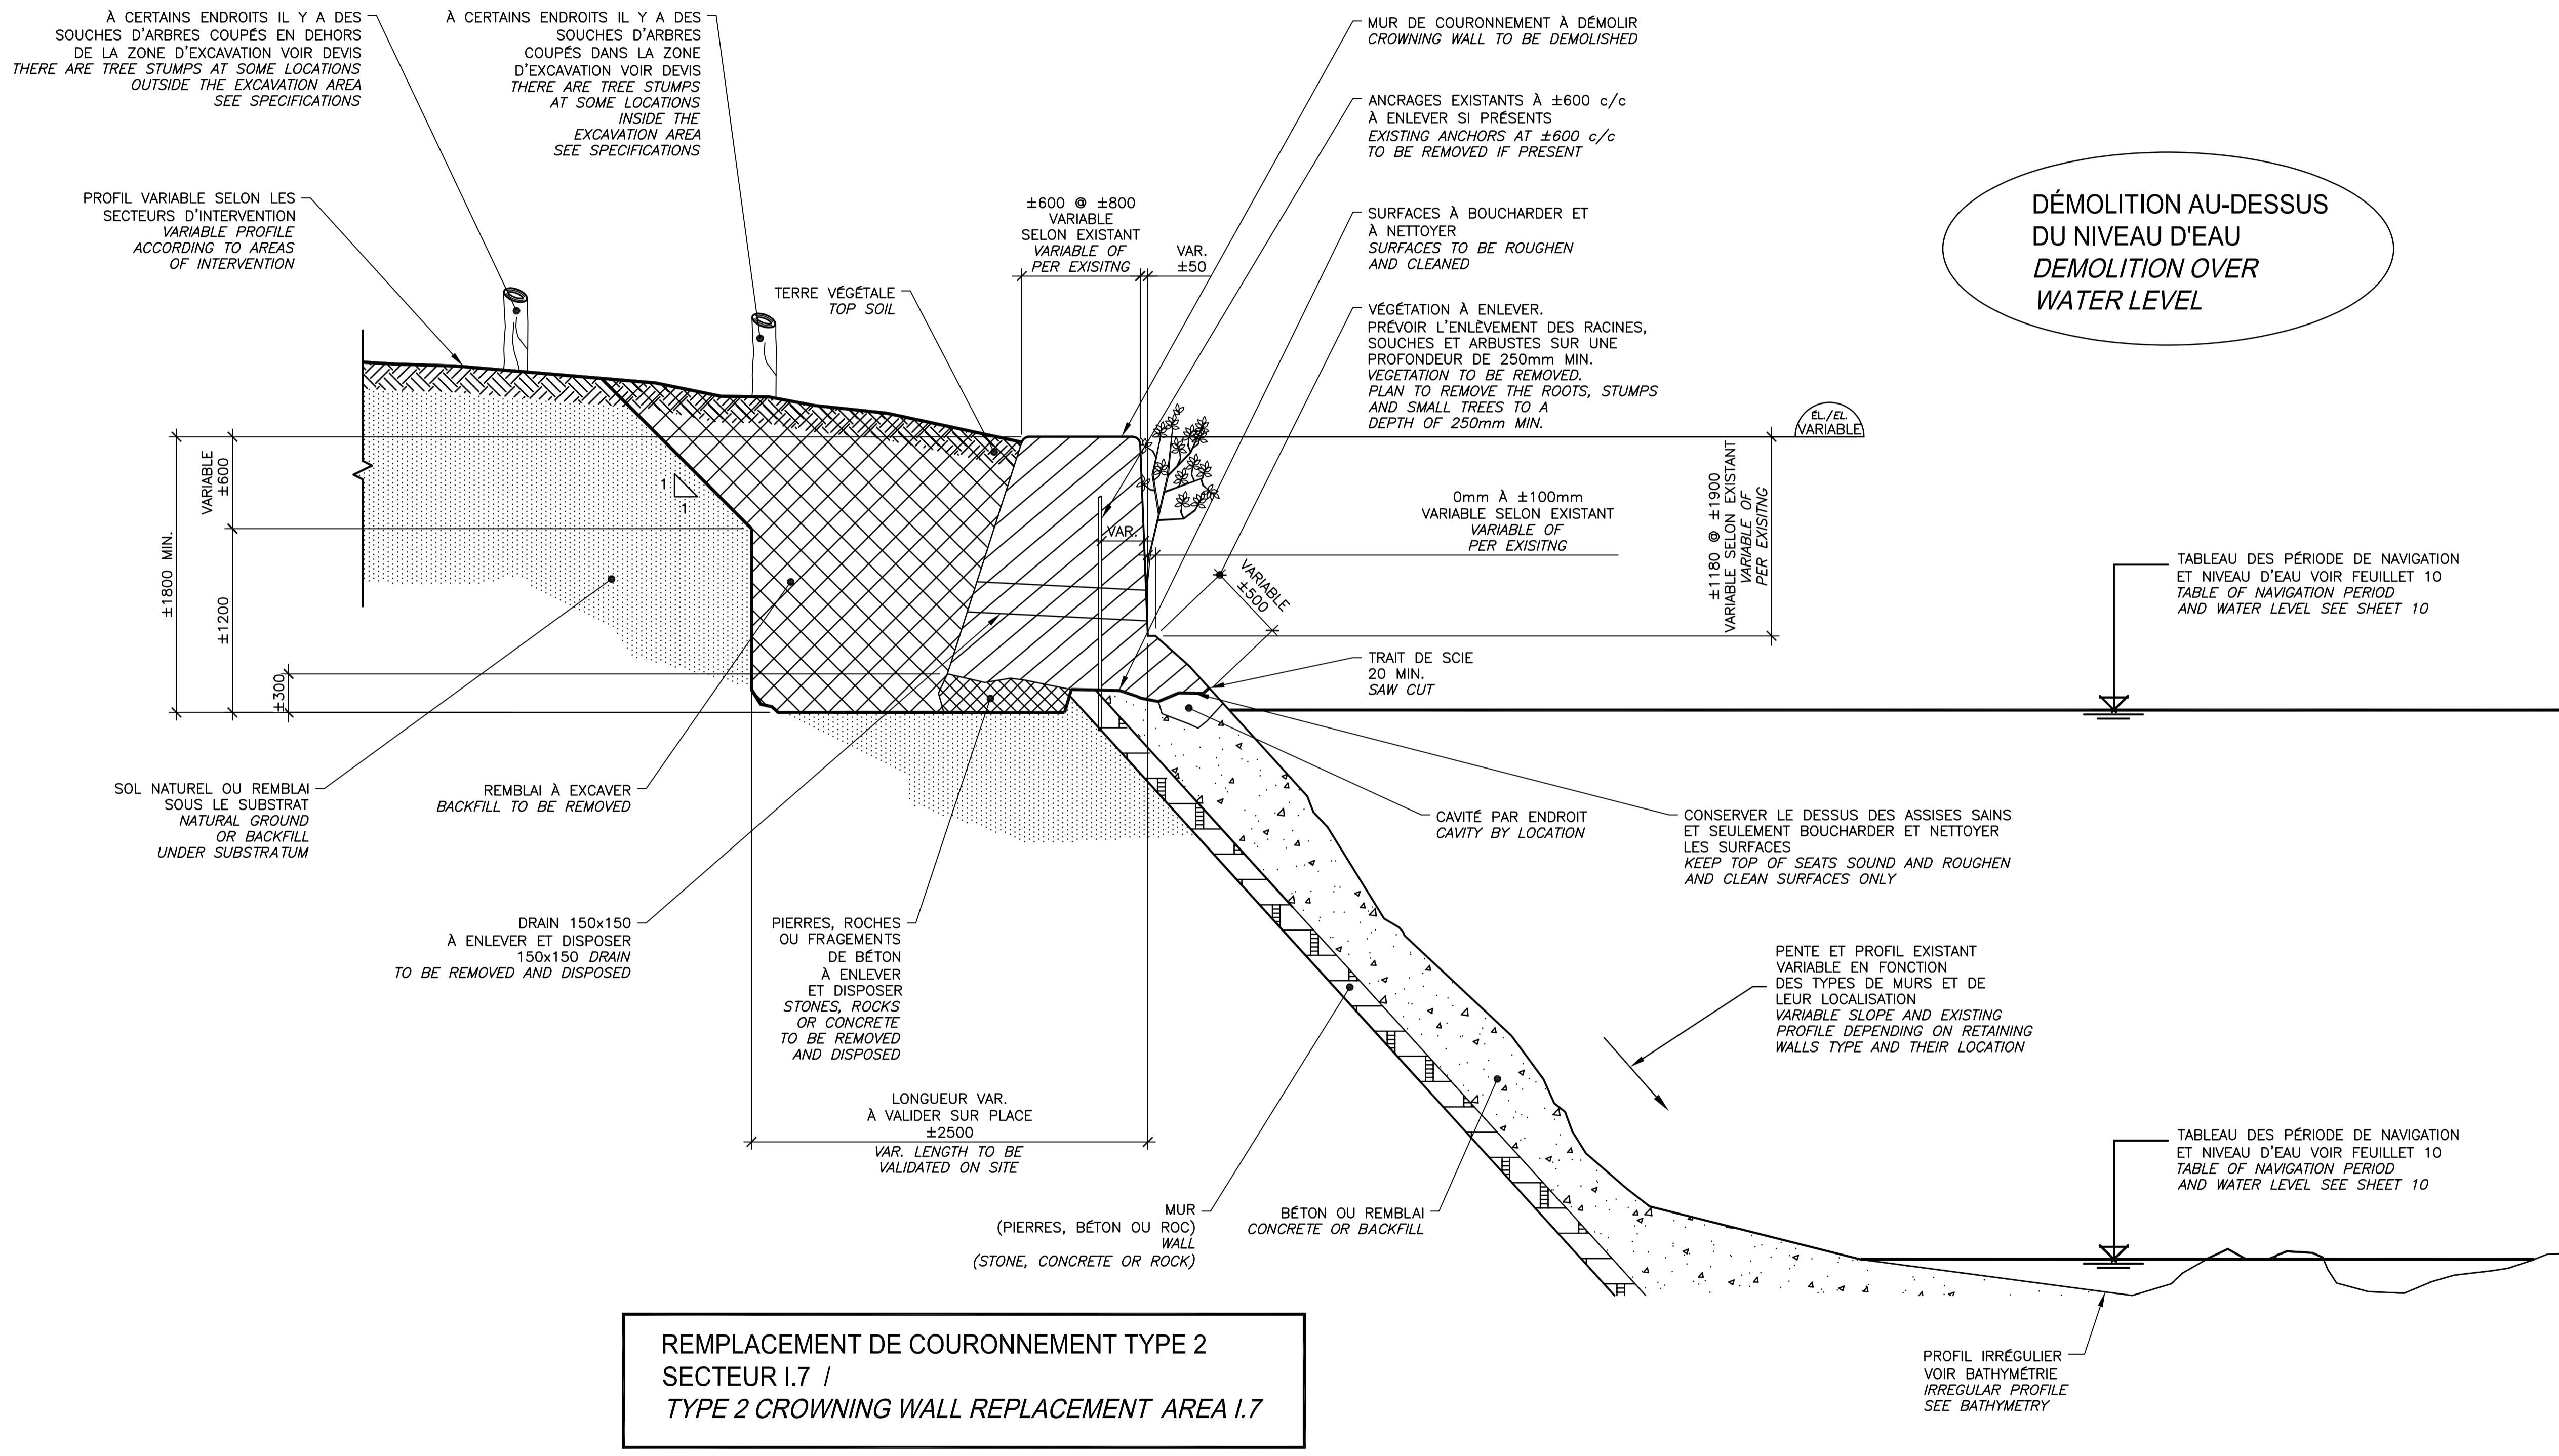 À CERTAINS ENDROITS IL Y A DES
SOUCHES D'ARBRES COUPÉS EN DEHORS
DE LA ZONE D'EXCAVATION VOIR DEVIS
THERE ARE TREE STUMPS AT SOME LOCATIONS
OUTSIDE THE EXCAVATION AREA
SEE SPECIFICATIONS
À CERTAINS ENDROITS IL Y A DES
SOUCHES D'ARBRES
COUPÉS DANS LA ZONE
D'EXCAVATION VOIR DEVIS
THERE ARE TREE STUMPS
AT SOME LOCATIONS
INSIDE THE
EXCAVATION AREA
SEE SPECIFICATIONS
MUR DE COURONNEMENT À DÉMOLIR
CROWNING WALL TO BE DEMOLISHED
ANCRAGES EXISTANTS À ±600 c/c
À ENLEVER SI PRÉSENTS
EXISTING ANCHORS AT ±600 c/c
TO BE REMOVED IF PRESENT
PROFIL VARIABLE SELON LES
SECTEURS D'INTERVENTION
VARIABLE PROFILE
ACCORDING TO AREAS
OF INTERVENTION
±600 @ ±800
VARIABLE
SELON EXISTANT
VARIABLE OF
PER EXISITNG
VAR.
±50
SURFACES À BOUCHARDER ET
À NETTOYER
SURFACES TO BE ROUGHEN
AND CLEANED
DÉMOLITION AU-DESSUS
DU NIVEAU D'EAU
DEMOLITION OVER
WATER LEVEL
TERRE VÉGÉTALE
TOP SOIL
VÉGÉTATION À ENLEVER.
PRÉVOIR L'ENLÈVEMENT DES RACINES,
SOUCHES ET ARBUSTES SUR UNE
PROFONDEUR DE 250mm MIN.
VEGETATION TO BE REMOVED.
PLAN TO REMOVE THE ROOTS, STUMPS
AND SMALL TREES TO A
DEPTH OF 250mm MIN.
ÉL./EL.
VARIABLE
±1800 MIN.
VARIABLE
±600
±1200
±300
1
1
VAR.
0mm À ±100mm
VARIABLE SELON EXISTANT
VARIABLE OF
PER EXISITNG
±1180 @ ±1900
VARIABLE SELON EXISTANT
VARIABLE OF
PER EXISITNG
VARIABLE
±500
TABLEAU DES PÉRIODE DE NAVIGATION
ET NIVEAU D'EAU VOIR FEUILLET 10
TABLE OF NAVIGATION PERIOD
AND WATER LEVEL SEE SHEET 10
TRAIT DE SCIE
20 MIN.
SAW CUT
SOL NATUREL OU REMBLAI
SOUS LE SUBSTRAT
NATURAL GROUND
OR BACKFILL
UNDER SUBSTRATUM
REMBLAI À EXCAVER
BACKFILL TO BE REMOVED
CAVITÉ PAR ENDROIT
CAVITY BY LOCATION
CONSERVER LE DESSUS DES ASSISES SAINS
ET SEULEMENT BOUCHARDER ET NETTOYER
LES SURFACES
KEEP TOP OF SEATS SOUND AND ROUGHEN
AND CLEAN SURFACES ONLY
DRAIN 150x150
À ENLEVER ET DISPOSER
150x150 DRAIN
TO BE REMOVED AND DISPOSED
PIERRES, ROCHES
OU FRAGEMENTS
DE BÉTON
À ENLEVER
ET DISPOSER
STONES, ROCKS
OR CONCRETE
TO BE REMOVED
AND DISPOSED
PENTE ET PROFIL EXISTANT
VARIABLE EN FONCTION
DES TYPES DE MURS ET DE
LEUR LOCALISATION
VARIABLE SLOPE AND EXISTING
PROFILE DEPENDING ON RETAINING
WALLS TYPE AND THEIR LOCATION
LONGUEUR VAR.
À VALIDER SUR PLACE
±2500
VAR. LENGTH TO BE
VALIDATED ON SITE
TABLEAU DES PÉRIODE DE NAVIGATION
ET NIVEAU D'EAU VOIR FEUILLET 10
TABLE OF NAVIGATION PERIOD
AND WATER LEVEL SEE SHEET 10
MUR
(PIERRES, BÉTON OU ROC)
WALL
(STONE, CONCRETE OR ROCK)
BÉTON OU REMBLAI
CONCRETE OR BACKFILL
REMPLACEMENT DE COURONNEMENT TYPE 2
SECTEUR I.7 /
TYPE 2 CROWNING WALL REPLACEMENT AREA I.7
PROFIL IRRÉGULIER
VOIR BATHYMÉTRIE
IRREGULAR PROFILE
SEE BATHYMETRY